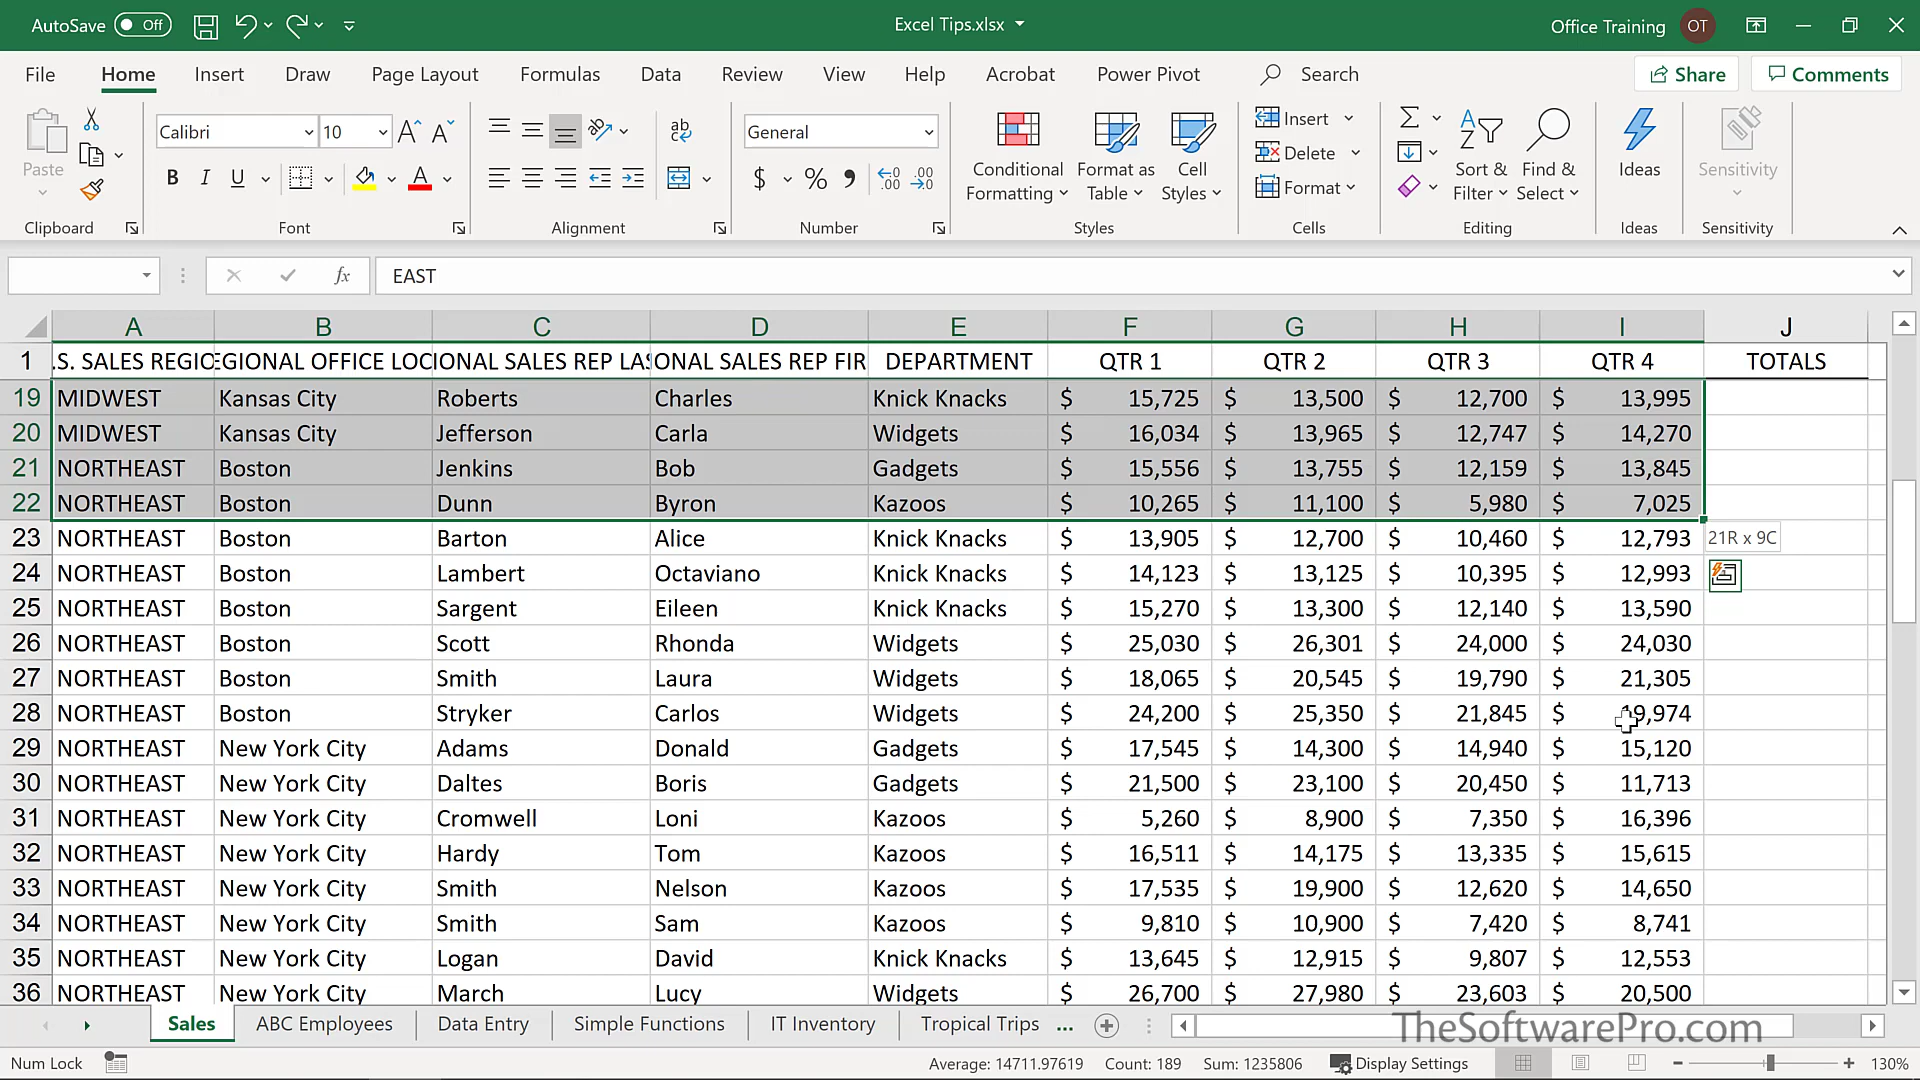 AutoSave Off Excel Tips.xlsx Office Training OT
File Home Insert Draw Page Layout Formulas Data Review View Help Acrobat Power Pivot Search Share Comments
Calibri 10 General
Paste B I U A ab $ % , .00 .00
Conditional Formatting Format as Table Cell Styles
Insert
Delete
Format
Sort & Filter Find & Select Ideas Sensitivity
Clipboard Font Alignment Number Styles Cells Editing Ideas Sensitivity
fx EAST
A B C D E F G H I J
1 .S. SALES REGIO EGIONAL OFFICE LOC IONAL SALES REP LAS ONAL SALES REP FIR DEPARTMENT QTR 1 QTR 2 QTR 3 QTR 4 TOTALS
19 MIDWEST Kansas City Roberts Charles Knick Knacks $ 15,725 $ 13,500 $ 12,700 $ 13,995
20 MIDWEST Kansas City Jefferson Carla Widgets $ 16,034 $ 13,965 $ 12,747 $ 14,270
21 NORTHEAST Boston Jenkins Bob Gadgets $ 15,556 $ 13,755 $ 12,159 $ 13,845
22 NORTHEAST Boston Dunn Byron Kazoos $ 10,265 $ 11,100 $ 5,980 $ 7,025
23 NORTHEAST Boston Barton Alice Knick Knacks $ 13,905 $ 12,700 $ 10,460 $ 12,793 21R x 9C
24 NORTHEAST Boston Lambert Octaviano Knick Knacks $ 14,123 $ 13,125 $ 10,395 $ 12,993
25 NORTHEAST Boston Sargent Eileen Knick Knacks $ 15,270 $ 13,300 $ 12,140 $ 13,590
26 NORTHEAST Boston Scott Rhonda Widgets $ 25,030 $ 26,301 $ 24,000 $ 24,030
27 NORTHEAST Boston Smith Laura Widgets $ 18,065 $ 20,545 $ 19,790 $ 21,305
28 NORTHEAST Boston Stryker Carlos Widgets $ 24,200 $ 25,350 $ 21,845 $ 19,974
29 NORTHEAST New York City Adams Donald Gadgets $ 17,545 $ 14,300 $ 14,940 $ 15,120
30 NORTHEAST New York City Daltes Boris Gadgets $ 21,500 $ 23,100 $ 20,450 $ 11,713
31 NORTHEAST New York City Cromwell Loni Kazoos $ 5,260 $ 8,900 $ 7,350 $ 16,396
32 NORTHEAST New York City Hardy Tom Kazoos $ 16,511 $ 14,175 $ 13,335 $ 15,615
33 NORTHEAST New York City Smith Nelson Kazoos $ 17,535 $ 19,900 $ 12,620 $ 14,650
34 NORTHEAST New York City Smith Sam Kazoos $ 9,810 $ 10,900 $ 7,420 $ 8,741
35 NORTHEAST New York City Logan David Knick Knacks $ 13,645 $ 12,915 $ 9,807 $ 12,553
36 NORTHEAST New York City March Lucy Widgets $ 26,700 $ 27,980 $ 23,603 $ 20,500
Sales ABC Employees Data Entry Simple Functions IT Inventory Tropical Trips ... TheSoftwarePro.com
Num Lock Average: 14711.97619 Count: 189 Sum: 1235806 Display Settings 130%